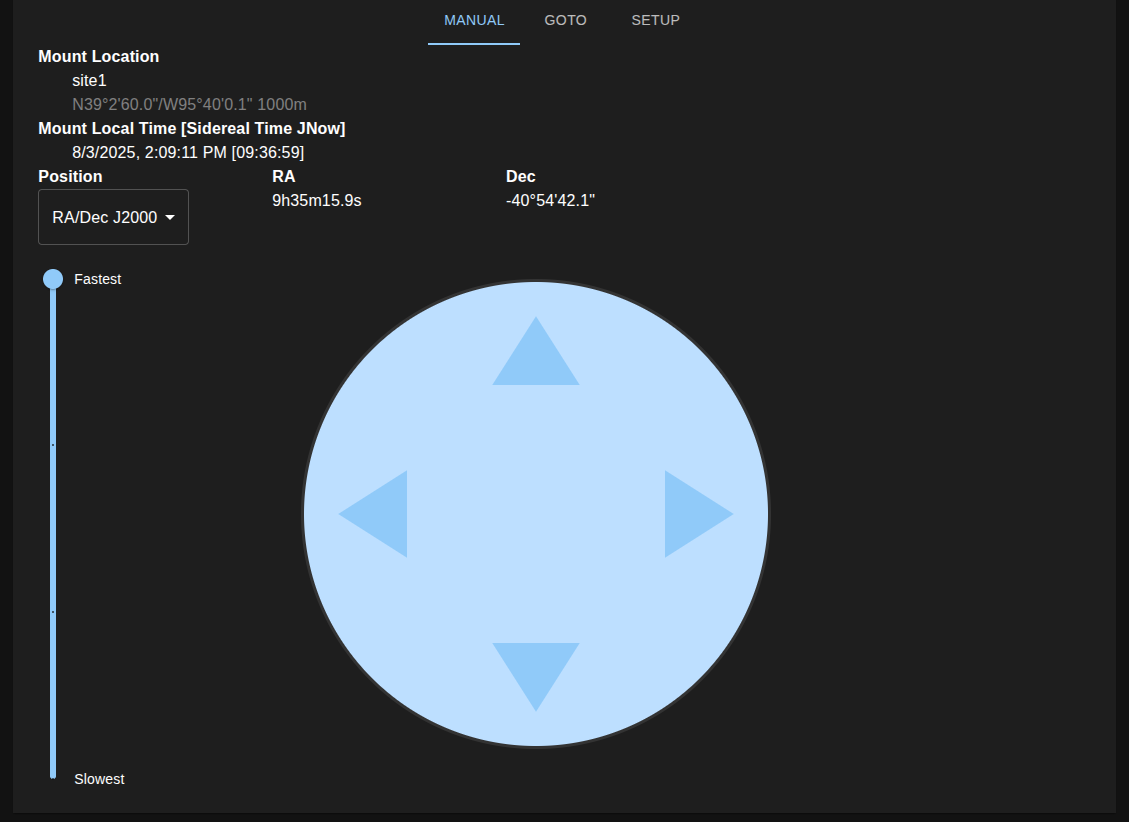 MANUAL GOTO SETUP
Mount Location
site1
N39°2'60.0"/W95°40'0.1" 1000m
Mount Local Time [Sidereal Time JNow]
8/3/2025, 2:09:11 PM [09:36:59]
Position RA Dec
9h35m15.9s -40°54'42.1"
RA/Dec J2000
Fastest
Slowest